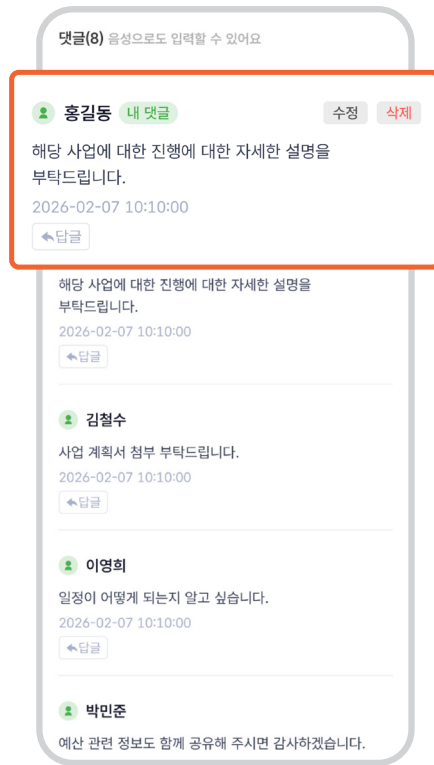 댓글(8) 음성으로도 입력할 수 있어요
홍길동 내 댓글 수정 삭제
해당 사업에 대한 진행에 대한 자세한 설명을
부탁드립니다.
2026-02-07 10:10:00
답글
해당 사업에 대한 진행에 대한 자세한 설명을
부탁드립니다.
2026-02-07 10:10:00
답글
김철수
사업 계획서 첨부 부탁드립니다.
2026-02-07 10:10:00
답글
이영희
일정이 어떻게 되는지 알고 싶습니다.
2026-02-07 10:10:00
답글
박민준
예산 관련 정보도 함께 공유해 주시면 감사하겠습니다.